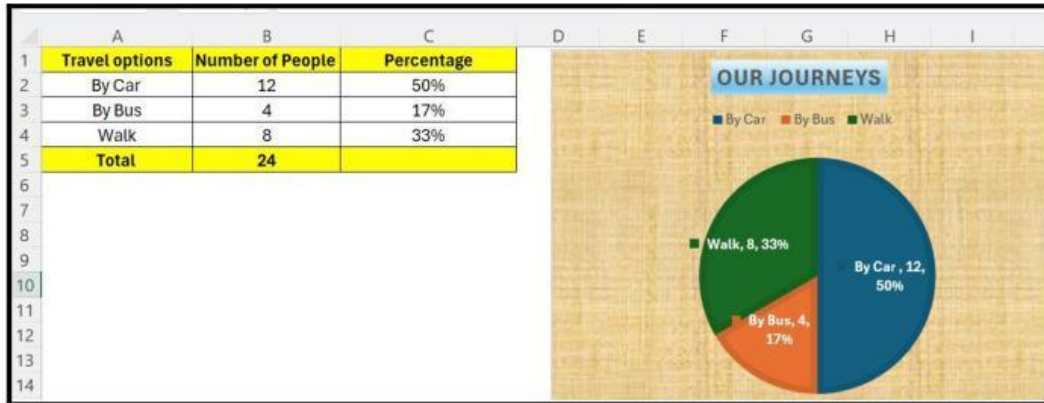 A B C D E F G H I
1 Travel options Number of People Percentage
2 By Car 12 50%
3 By Bus 4 17%
4 Walk 8 33%
5 Total 24
6
7
8
9
10
11
12
13
14
OUR JOURNEYS
By Car By Bus Walk
Walk, 8, 33%
By Car , 12,
50%
By Bus, 4,
17%